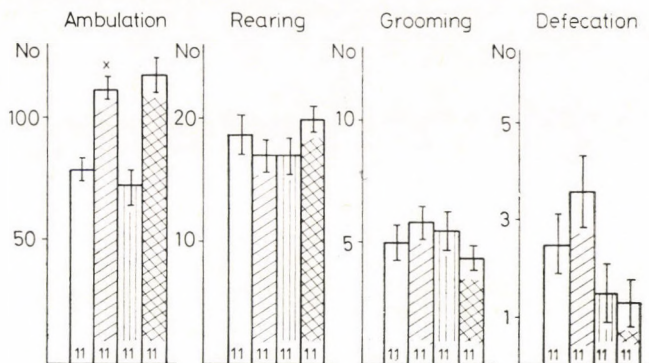 Ambulation Rearing Grooming Defecation
No No No No
x
100 20 10 5
3
50 10 5
1
11 11 11 11 11 11 11 11 11 11 11 11 11 11 11 11